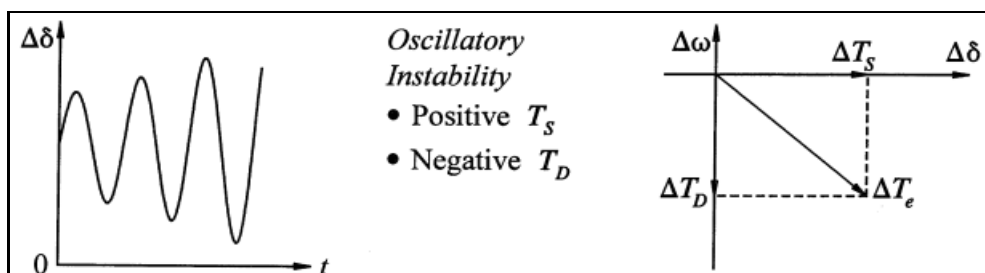 Δδ
0
t
Oscillatory
Instability
• Positive T_S
• Negative T_D
Δω
ΔT_S
Δδ
ΔT_D
ΔT_e